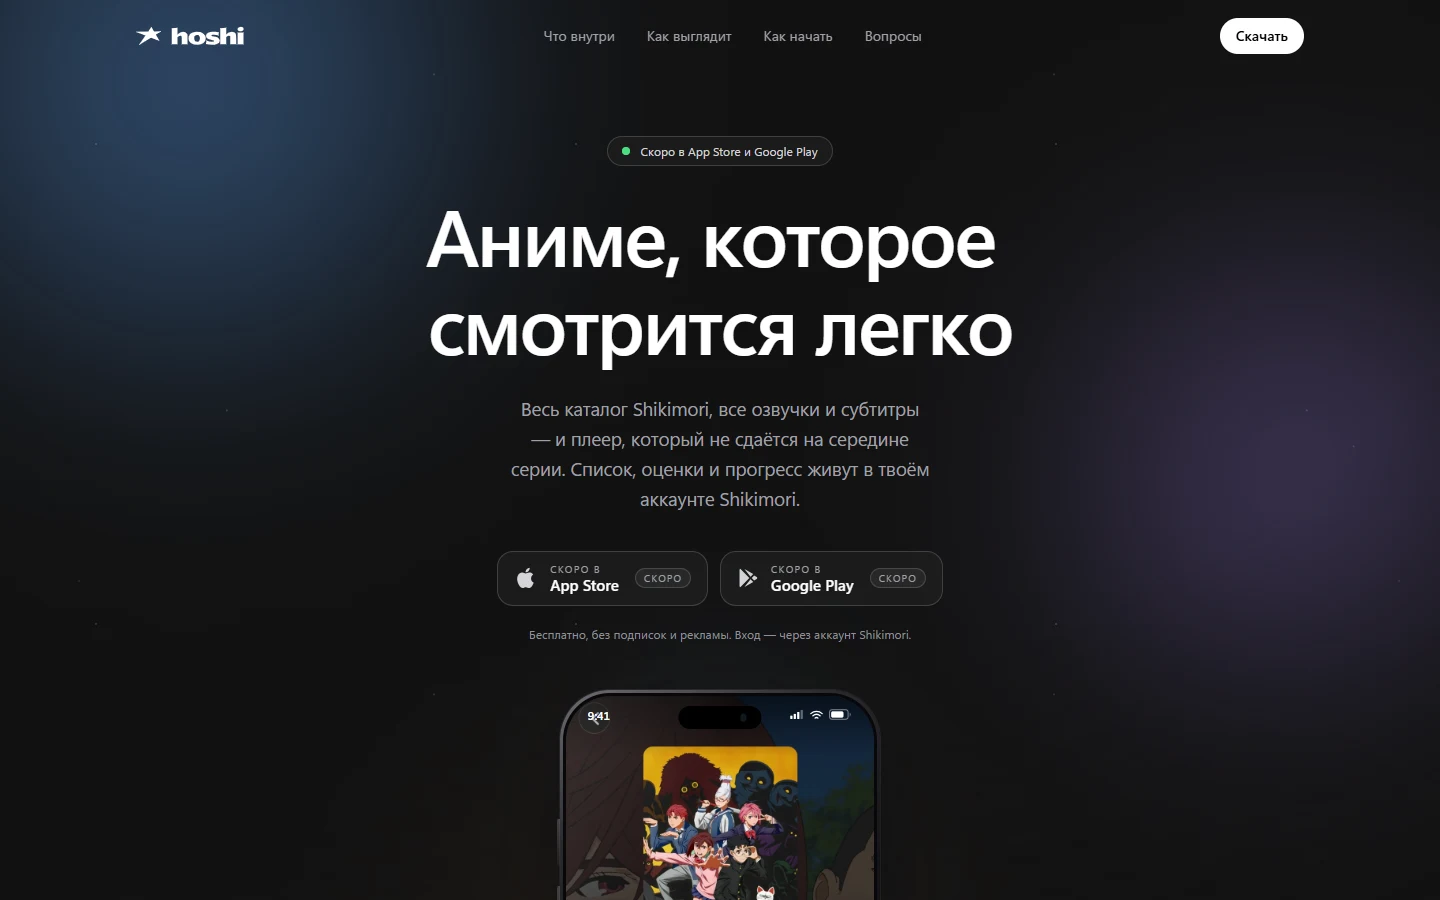 hoshi
Что внутри
Как выглядит
Как начать
Вопросы
Скачать
Скоро в App Store и Google Play
Аниме, которое
смотрится легко
Весь каталог Shikimori, все озвучки и субтитры
— и плеер, который не сдаётся на середине
серии. Список, оценки и прогресс живут в твоём
аккаунте Shikimori.
СКОРО В
App Store
СКОРО
СКОРО В
Google Play
СКОРО
Бесплатно, без подписок и рекламы. Вход — через аккаунт Shikimori.
9:41